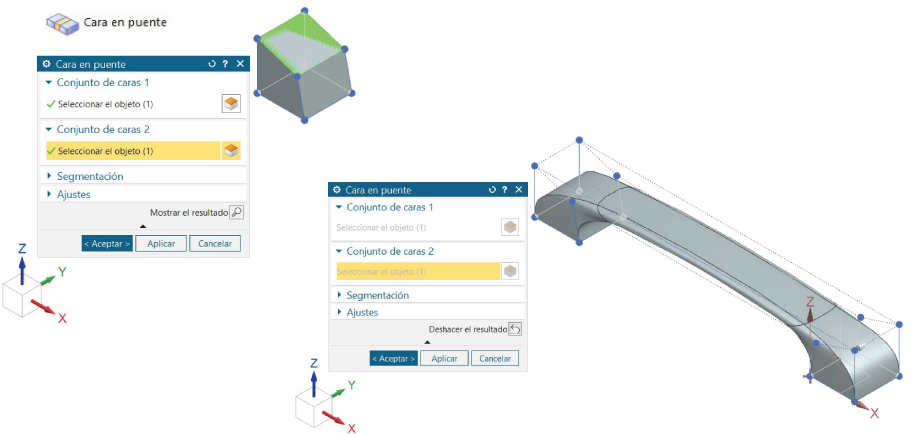 Cara en puente
Cara en puente
Conjunto de caras 1
Seleccionar el objeto (1)
Conjunto de caras 2
Seleccionar el objeto (1)
Segmentación
Ajustes
Mostrar el resultado
< Aceptar > Aplicar Cancelar
Z
Y
X
Cara en puente
Conjunto de caras 1
Seleccionar el objeto (1)
Conjunto de caras 2
Seleccionar el objeto (1)
Segmentación
Ajustes
Deshacer el resultado
< Aceptar > Aplicar Cancelar
Z
Y
X
Z
X